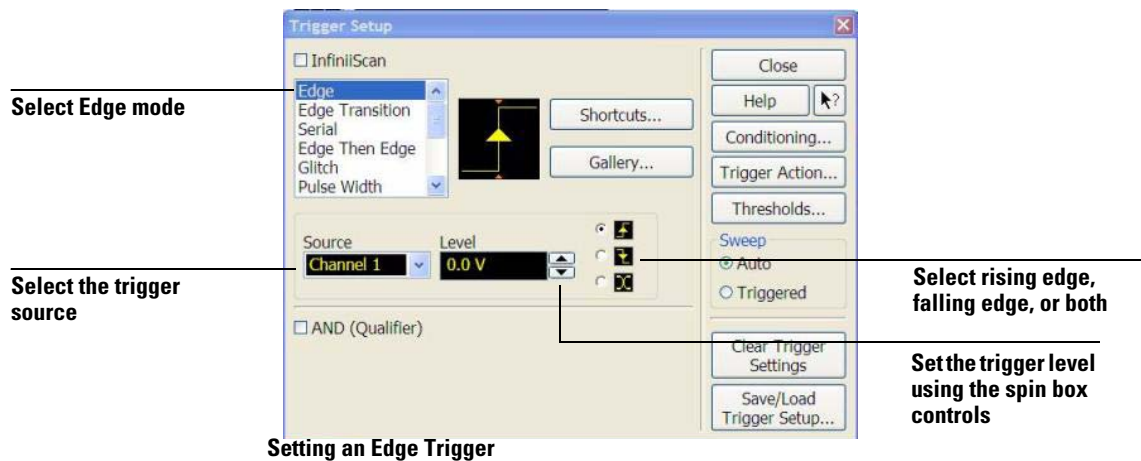 Trigger Setup
InfiniiScan
Edge
Edge Transition
Serial
Edge Then Edge
Glitch
Pulse Width
Shortcuts...
Gallery...
Close
Help
?
Conditioning...
Trigger Action...
Thresholds...
Source
Channel 1
Level
0.0 V
Sweep
Auto
Triggered
AND (Qualifier)
Clear Trigger
Settings
Save/Load
Trigger Setup...
Select Edge mode
Select the trigger
source
Select rising edge,
falling edge, or both
Set the trigger level
using the spin box
controls
Setting an Edge Trigger